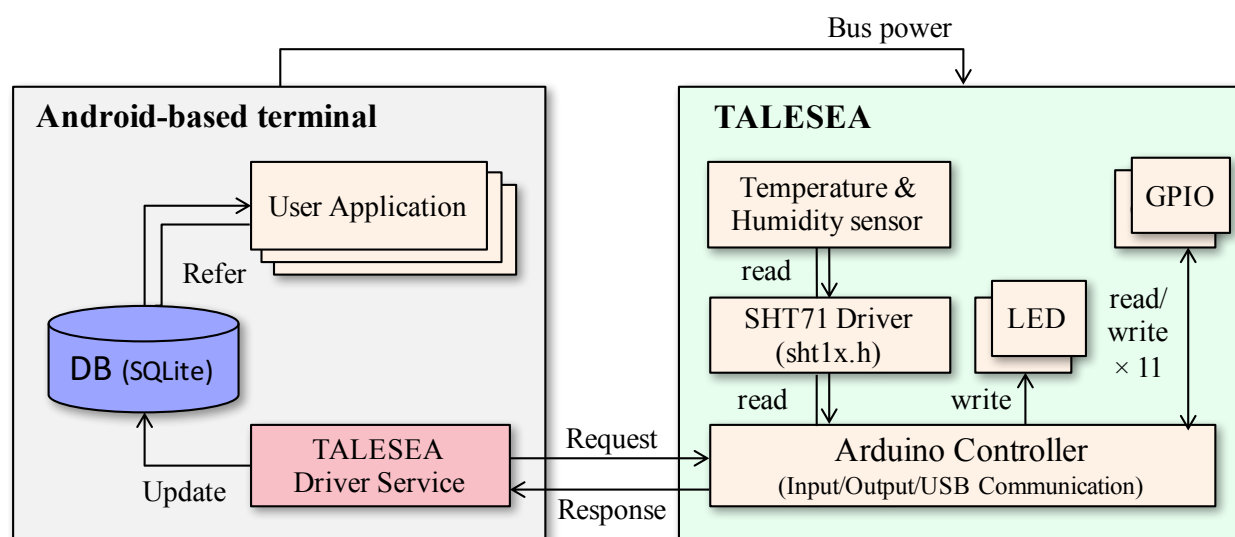 Bus power
Android-based terminal
User Application
Refer
DB (SQLite)
Update
TALESEA
Driver Service
Request
Response
TALESEA
Temperature &
Humidity sensor
read
SHT71 Driver
(sht1x.h)
read
LED
write
GPIO
read/
write
× 11
Arduino Controller
(Input/Output/USB Communication)